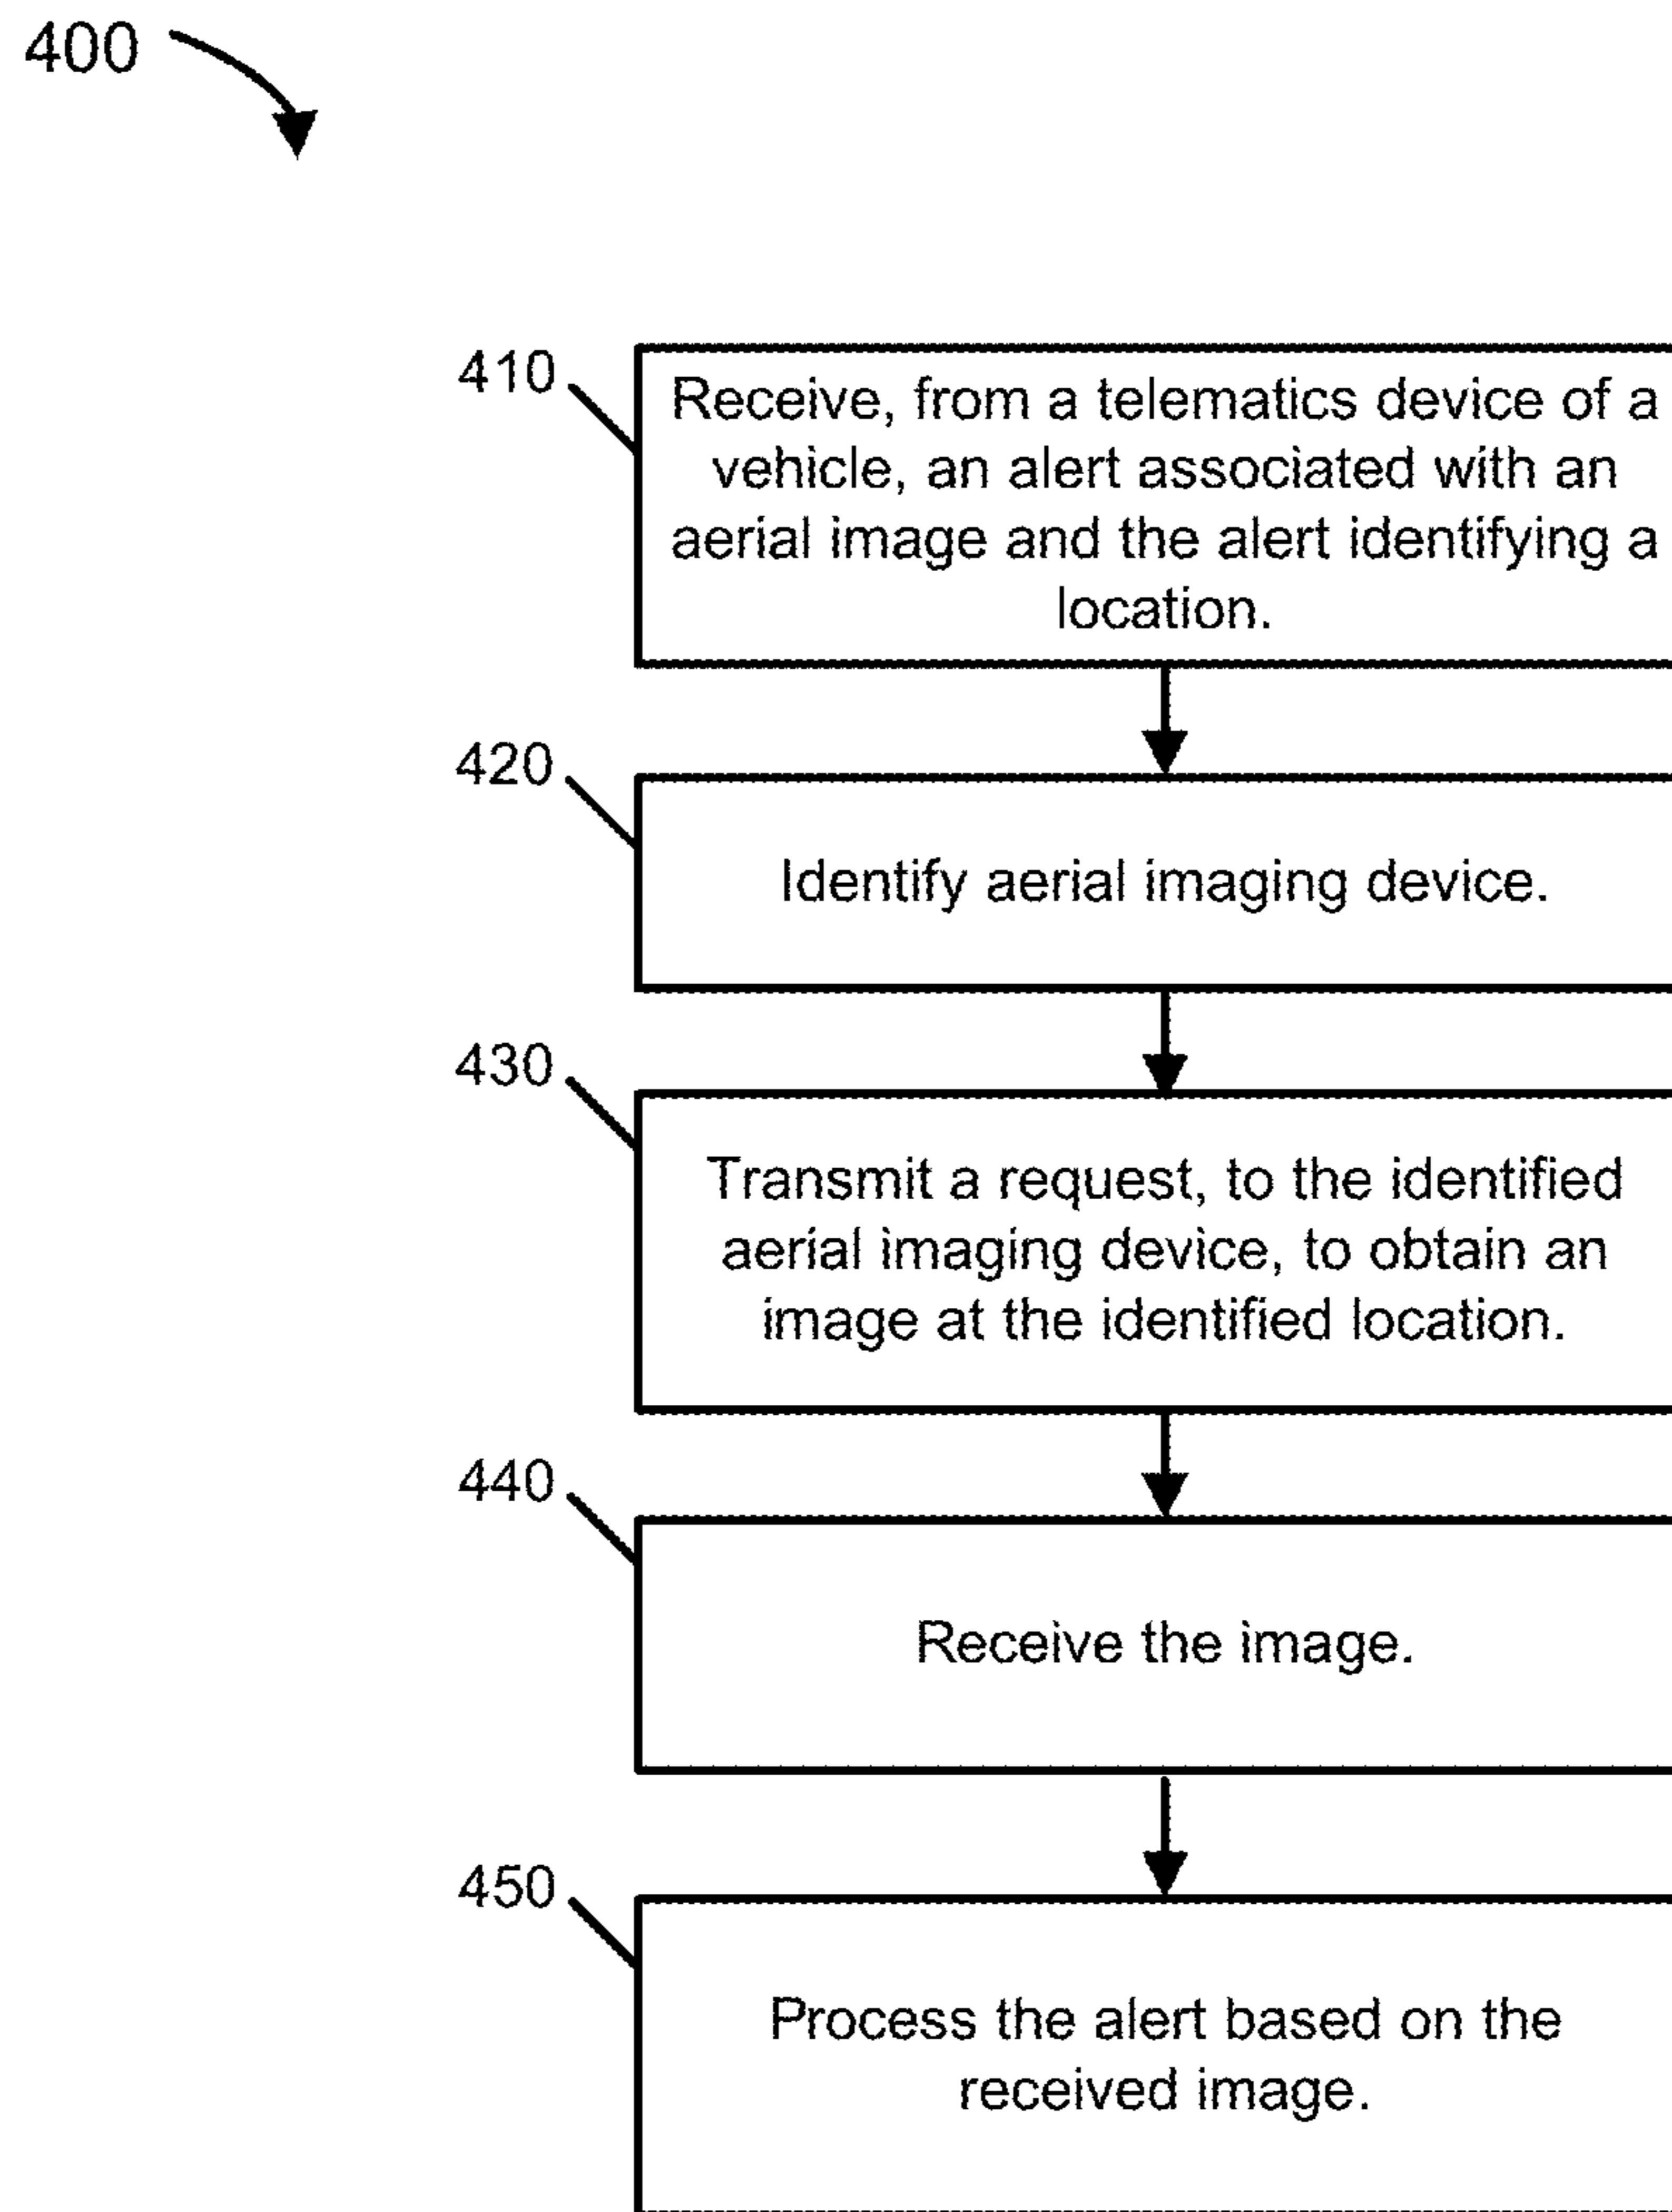 400
410
Receive, from a telematics device of a
vehicle, an alert associated with an
aerial image and the alert identifying a
location.
420
Identify aerial imaging device.
430
Transmit a request, to the identified
aerial imaging device, to obtain an
image at the identified location.
440
Receive the image.
450
Process the alert based on the
received image.